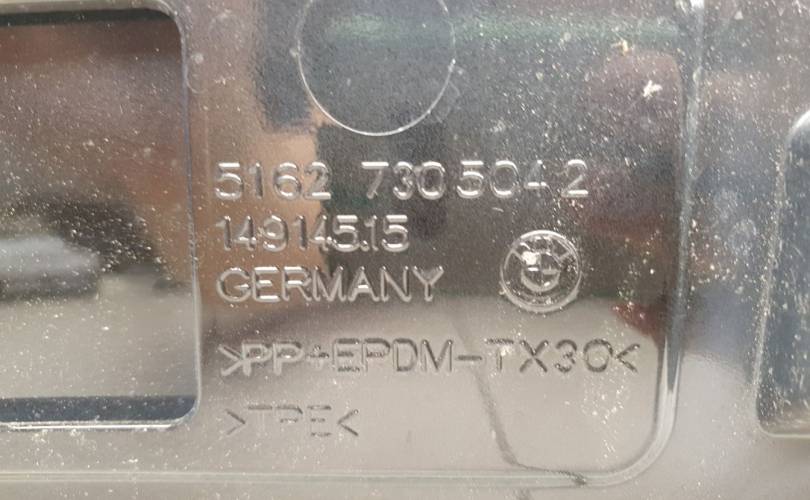 5162 7305042
14914515
GERMANY
>PP+EPDM-TX30<
>TPE<